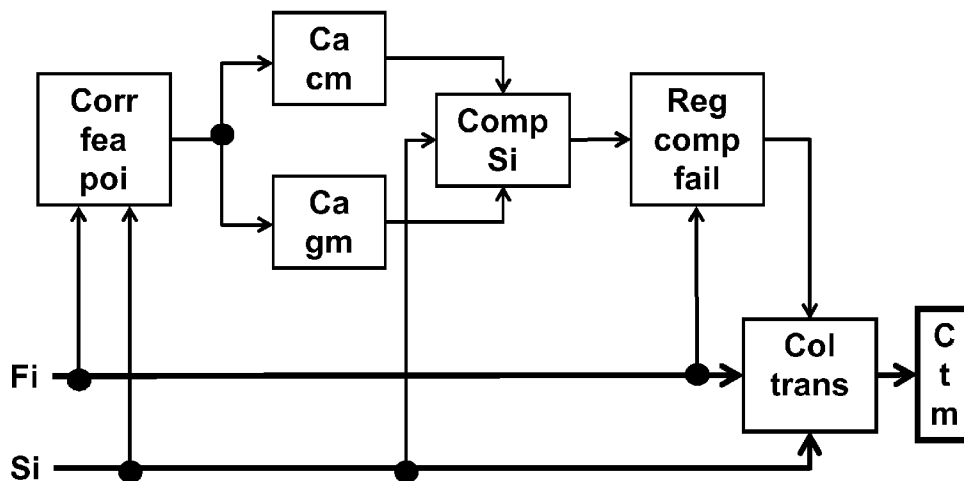 Corr
fea
poi
Ca
cm
Ca
gm
Comp
Si
Reg
comp
fail
Col
trans
C
t
m
Fi
Si